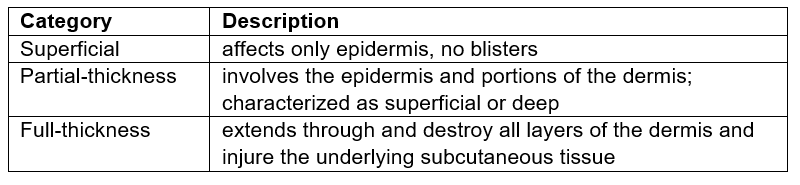 Category Description
Superficial affects only epidermis, no blisters
Partial-thickness involves the epidermis and portions of the dermis;
characterized as superficial or deep
Full-thickness extends through and destroy all layers of the dermis and
injure the underlying subcutaneous tissue